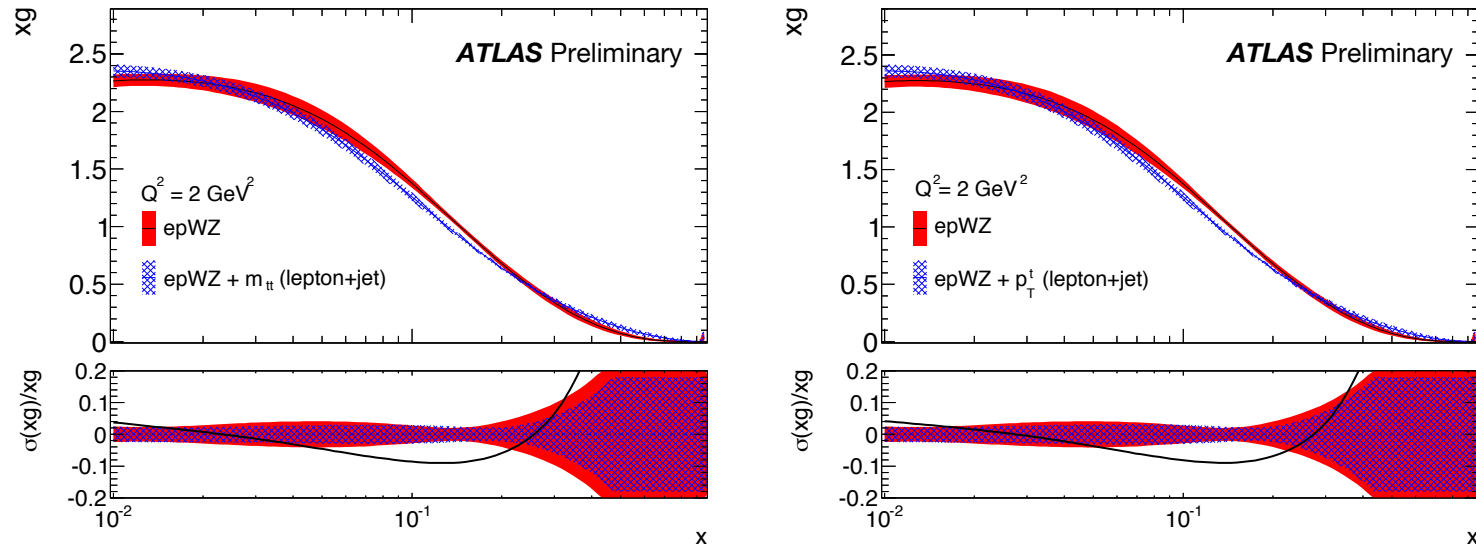 xg
ATLAS Preliminary
2.5
2
1.5
1
0.5
0
Q² = 2 GeV²
epWZ
epWZ + m_tt (lepton+jet)
σ(xg)/xg
0.2
0.1
0
-0.1
-0.2
10⁻²
10⁻¹
x
xg
ATLAS Preliminary
2.5
2
1.5
1
0.5
0
Q² = 2 GeV²
epWZ
epWZ + p_T^t (lepton+jet)
σ(xg)/xg
0.2
0.1
0
-0.1
-0.2
10⁻²
10⁻¹
x